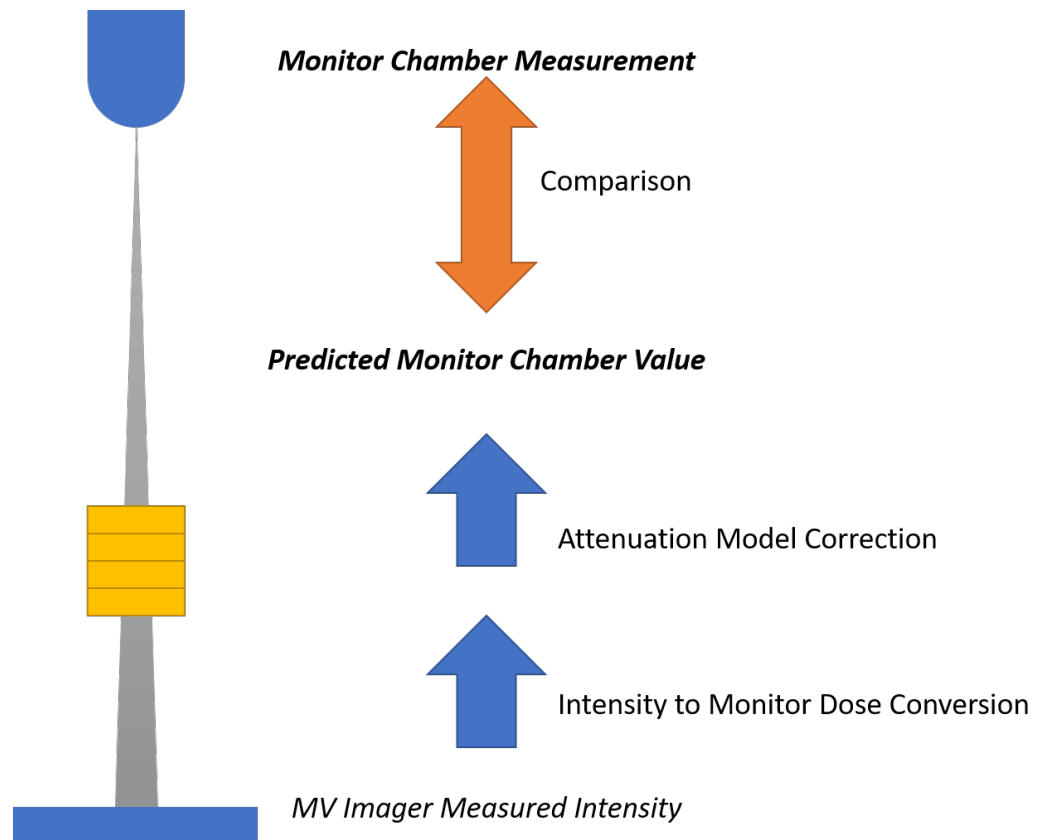 Monitor Chamber Measurement
Comparison
Predicted Monitor Chamber Value
Attenuation Model Correction
Intensity to Monitor Dose Conversion
MV Imager Measured Intensity